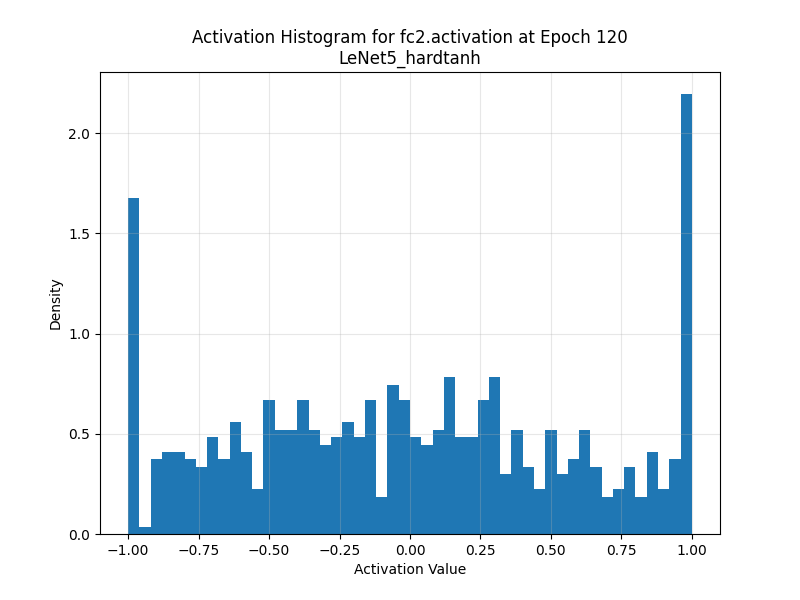 Activation Histogram for fc2.activation at Epoch 120
LeNet5_hardtanh
2.0
1.5
1.0
0.5
0.0
Density
−1.00 −0.75 −0.50 −0.25 0.00 0.25 0.50 0.75 1.00
Activation Value